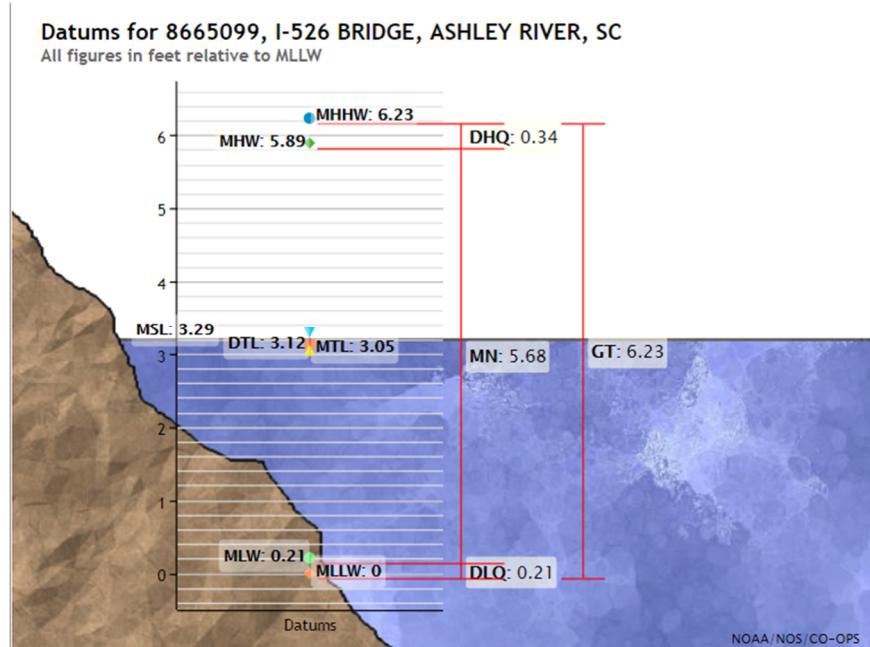 Datums for 8665099, I-526 BRIDGE, ASHLEY RIVER, SC
All figures in feet relative to MLLW
MHHW: 6.23
6
MHW: 5.89
DHQ: 0.34
5
4
MSL: 3.29
DTL: 3.12
MTL: 3.05
3
MN: 5.68
GT: 6.23
2
1
MLW: 0.21
0
MLLW: 0
DLQ: 0.21
Datums
NOAA/NOS/CO-OPS